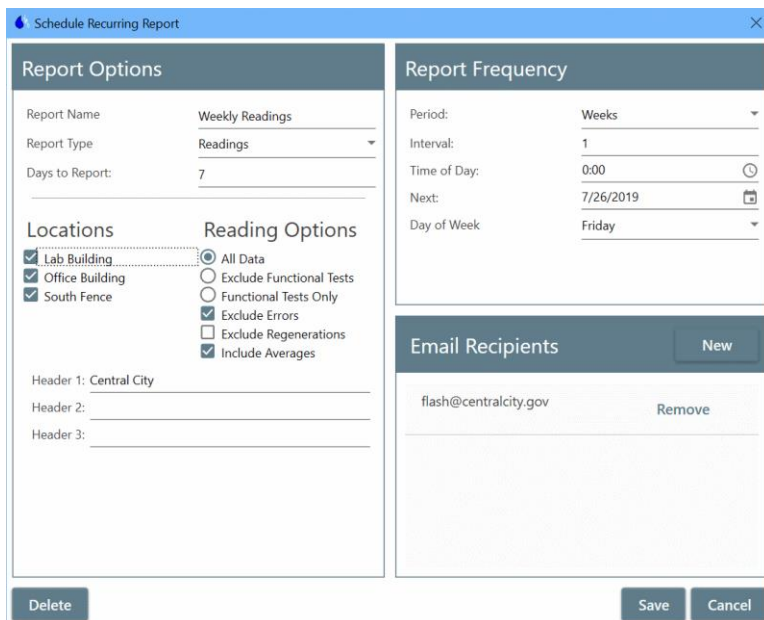 Schedule Recurring Report
Report Options
Report Name Weekly Readings
Report Type Readings
Days to Report: 7
Locations
Lab Building
Office Building
South Fence
Reading Options
All Data
Exclude Functional Tests
Functional Tests Only
Exclude Errors
Exclude Regenerations
Include Averages
Header 1: Central City
Header 2:
Header 3:
Report Frequency
Period: Weeks
Interval: 1
Time of Day: 0:00
Next: 7/26/2019
Day of Week Friday
Email Recipients New
flash@centralcity.gov Remove
Delete Save Cancel